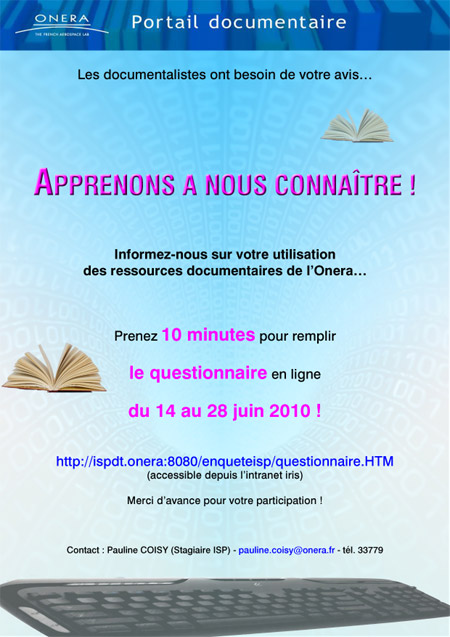 ONERA
THE FRENCH AEROSPACE LAB
Portail documentaire
Les documentalistes ont besoin de votre avis…
APPRENONS A NOUS CONNAÎTRE !
Informez-nous sur votre utilisation
des ressources documentaires de l’Onera…
Prenez 10 minutes pour remplir
le questionnaire en ligne
du 14 au 28 juin 2010 !
http://ispdt.onera:8080/enqueteisp/questionnaire.HTM
(accessible depuis l’intranet iris)
Merci d’avance pour votre participation !
Contact : Pauline COISY (Stagiaire ISP) - pauline.coisy@onera.fr - tél. 33779